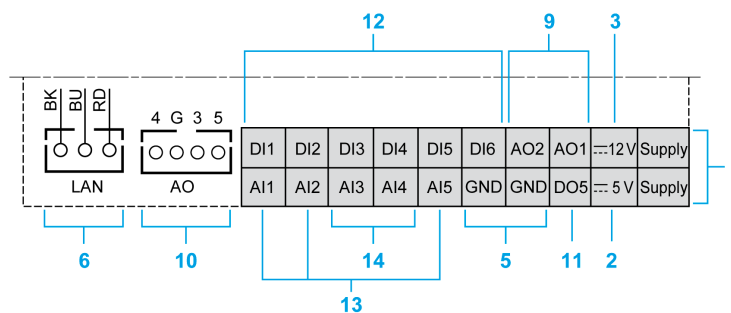 12 9 3
BK BU RD
4 G 3 5
DI1 DI2 DI3 DI4 DI5 DI6 AO2 AO1 ⎓12 V Supply
AI1 AI2 AI3 AI4 AI5 GND GND DO5 ⎓ 5 V Supply
LAN AO
6 10 14 5 11 2
13